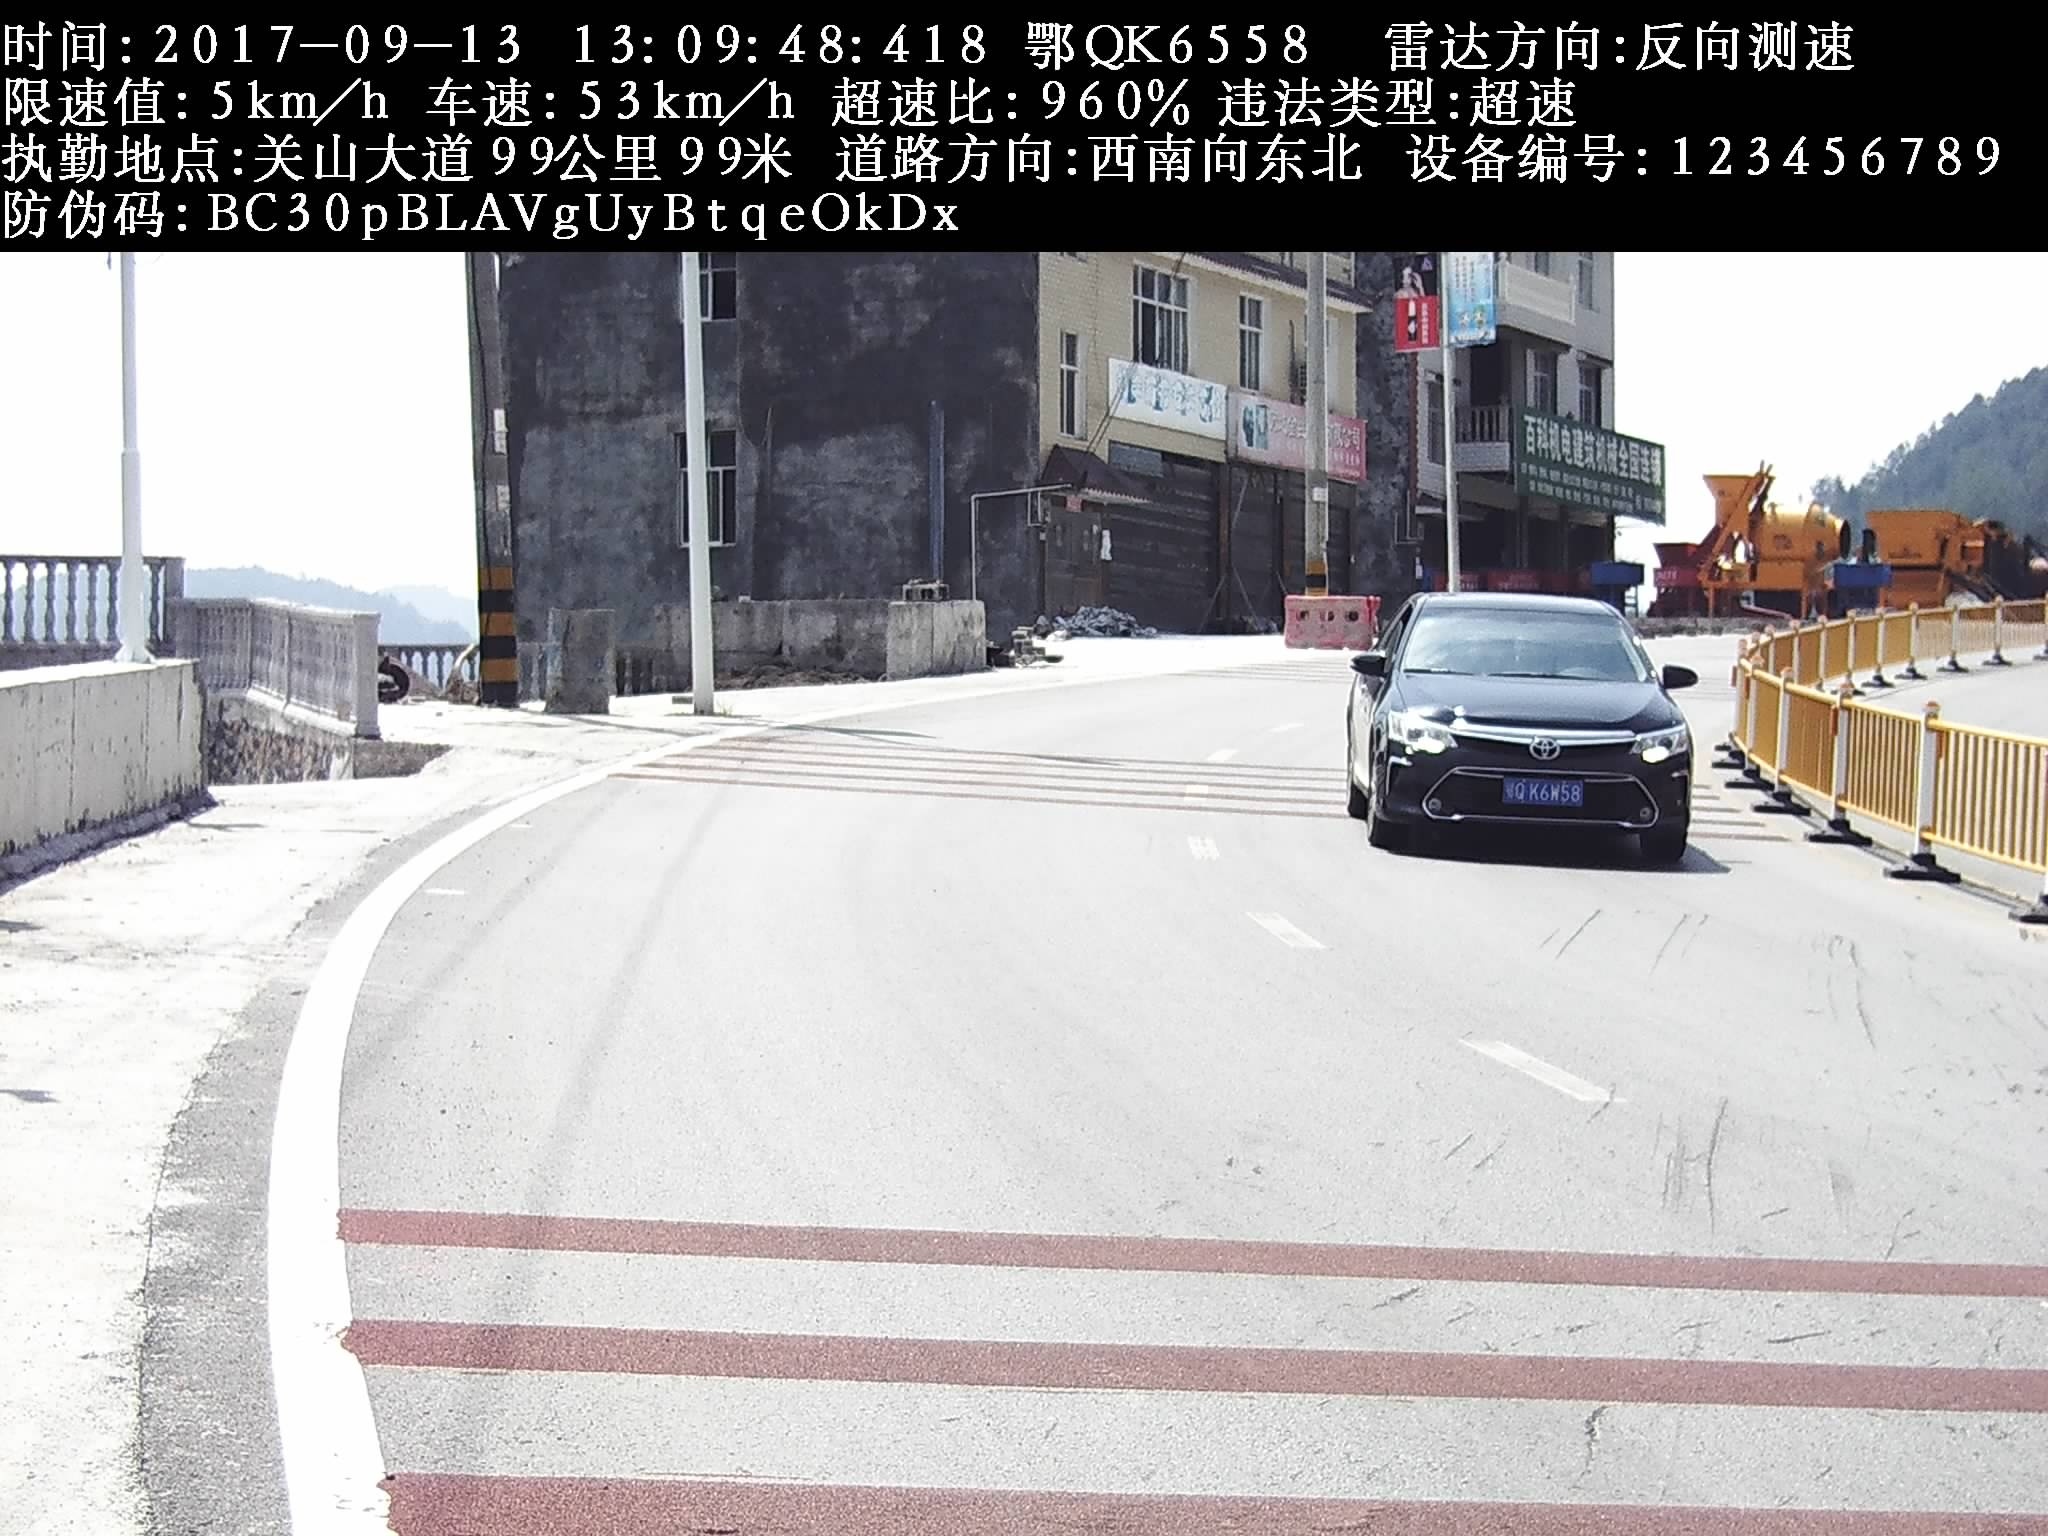 时间: 2017-09-13 13:09:48:418 鄂QK6558 雷达方向:反向测速
限速值: 5km/h 车速: 53km/h 超速比: 960% 违法类型:超速
执勤地点:关山大道99公里99米 道路方向:西南向东北 设备编号: 123456789
防伪码: BC30pBLAVgUyBtqeOkDx
百科机电建筑机械全国连锁
鄂Q K6W58